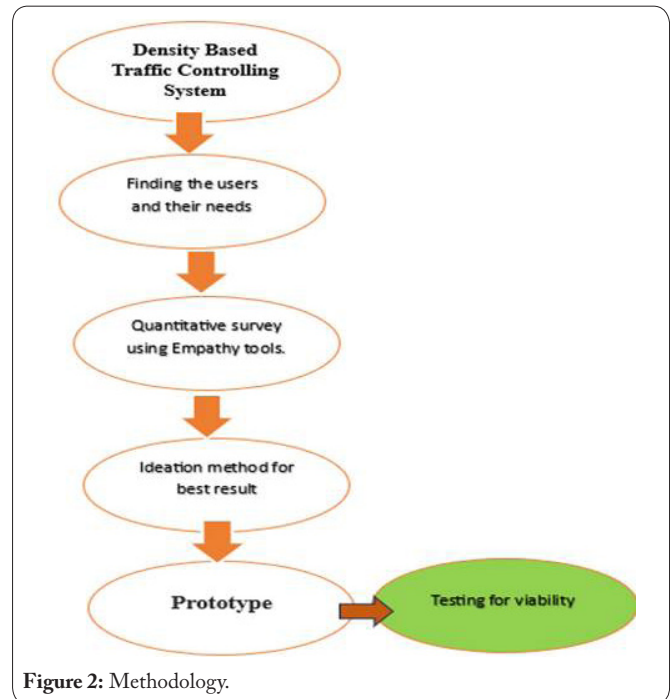 Density Based
Traffic Controlling
System
Finding the users
and their needs
Quantitative survey
using Empathy tools.
Ideation method for
best result
Prototype
Testing for viability
Figure 2: Methodology.